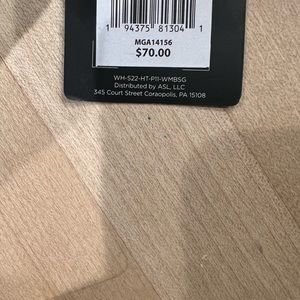 1 94375 81304 1
MGA14156
$70.00
WH-S22-HT-P11-WMBSG
Distributed by ASL, LLC
345 Court Street Coraopolis, PA 15108